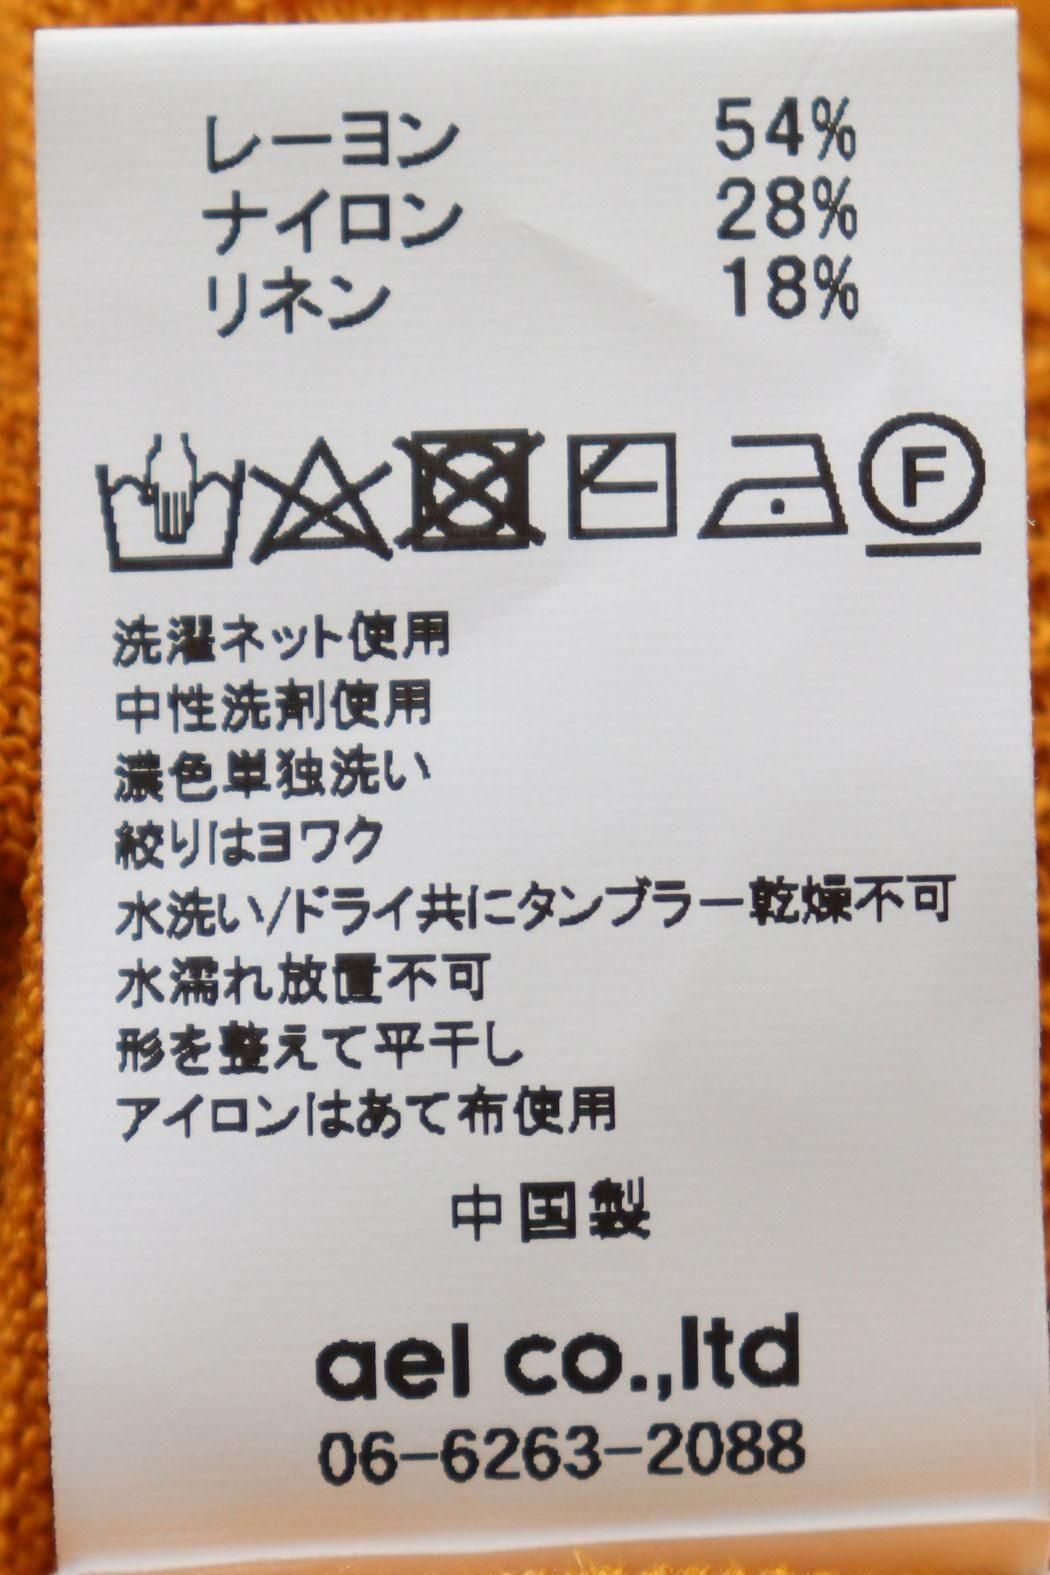 レーヨン 54%
ナイロン 28%
リネン 18%
F
洗濯ネット使用
中性洗剤使用
濃色単独洗い
絞りはヨワク
水洗い/ドライ共にタンブラー乾燥不可
水濡れ放置不可
形を整えて平干し
アイロンはあて布使用
中国製
ael co.,ltd
06-6263-2088